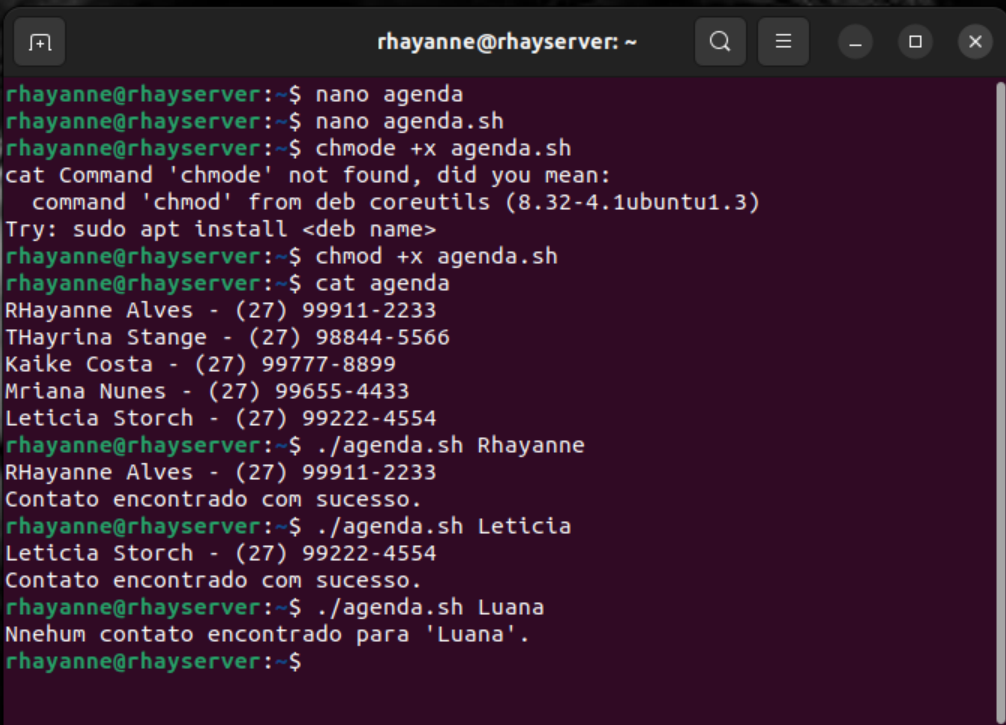 rhayanne@rhayserver: ~
rhayanne@rhayserver:~$ nano agenda
rhayanne@rhayserver:~$ nano agenda.sh
rhayanne@rhayserver:~$ chmode +x agenda.sh
cat Command 'chmode' not found, did you mean:
  command 'chmod' from deb coreutils (8.32-4.1ubuntu1.3)
Try: sudo apt install <deb name>
rhayanne@rhayserver:~$ chmod +x agenda.sh
rhayanne@rhayserver:~$ cat agenda
RHayanne Alves - (27) 99911-2233
THayrina Stange - (27) 98844-5566
Kaike Costa - (27) 99777-8899
Mriana Nunes - (27) 99655-4433
Leticia Storch - (27) 99222-4554
rhayanne@rhayserver:~$ ./agenda.sh Rhayanne
RHayanne Alves - (27) 99911-2233
Contato encontrado com sucesso.
rhayanne@rhayserver:~$ ./agenda.sh Leticia
Leticia Storch - (27) 99222-4554
Contato encontrado com sucesso.
rhayanne@rhayserver:~$ ./agenda.sh Luana
Nnehum contato encontrado para 'Luana'.
rhayanne@rhayserver:~$